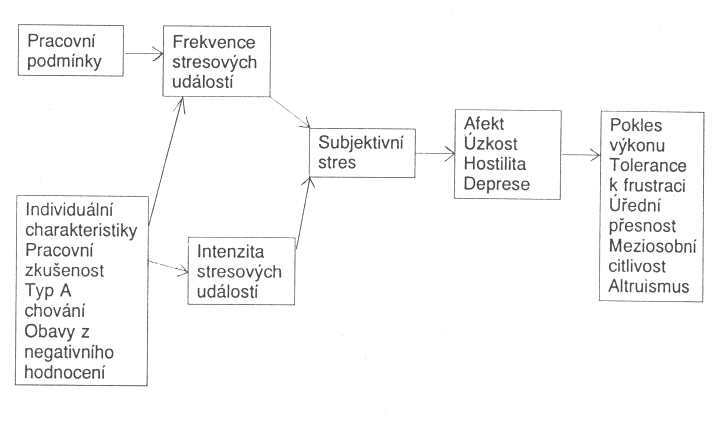 Pracovní
podmínky
Frekvence
stresových
událostí
Subjektivní
stres
Afekt
Úzkost
Hostilita
Deprese
Pokles
výkonu
Tolerance
k frustraci
Úřední
přesnost
Meziosobní
citlivost
Altruismus
Individuální
charakteristiky
Pracovní
zkušenost
Typ A
chování
Obavy z
negativního
hodnocení
Intenzita
stresových
událostí